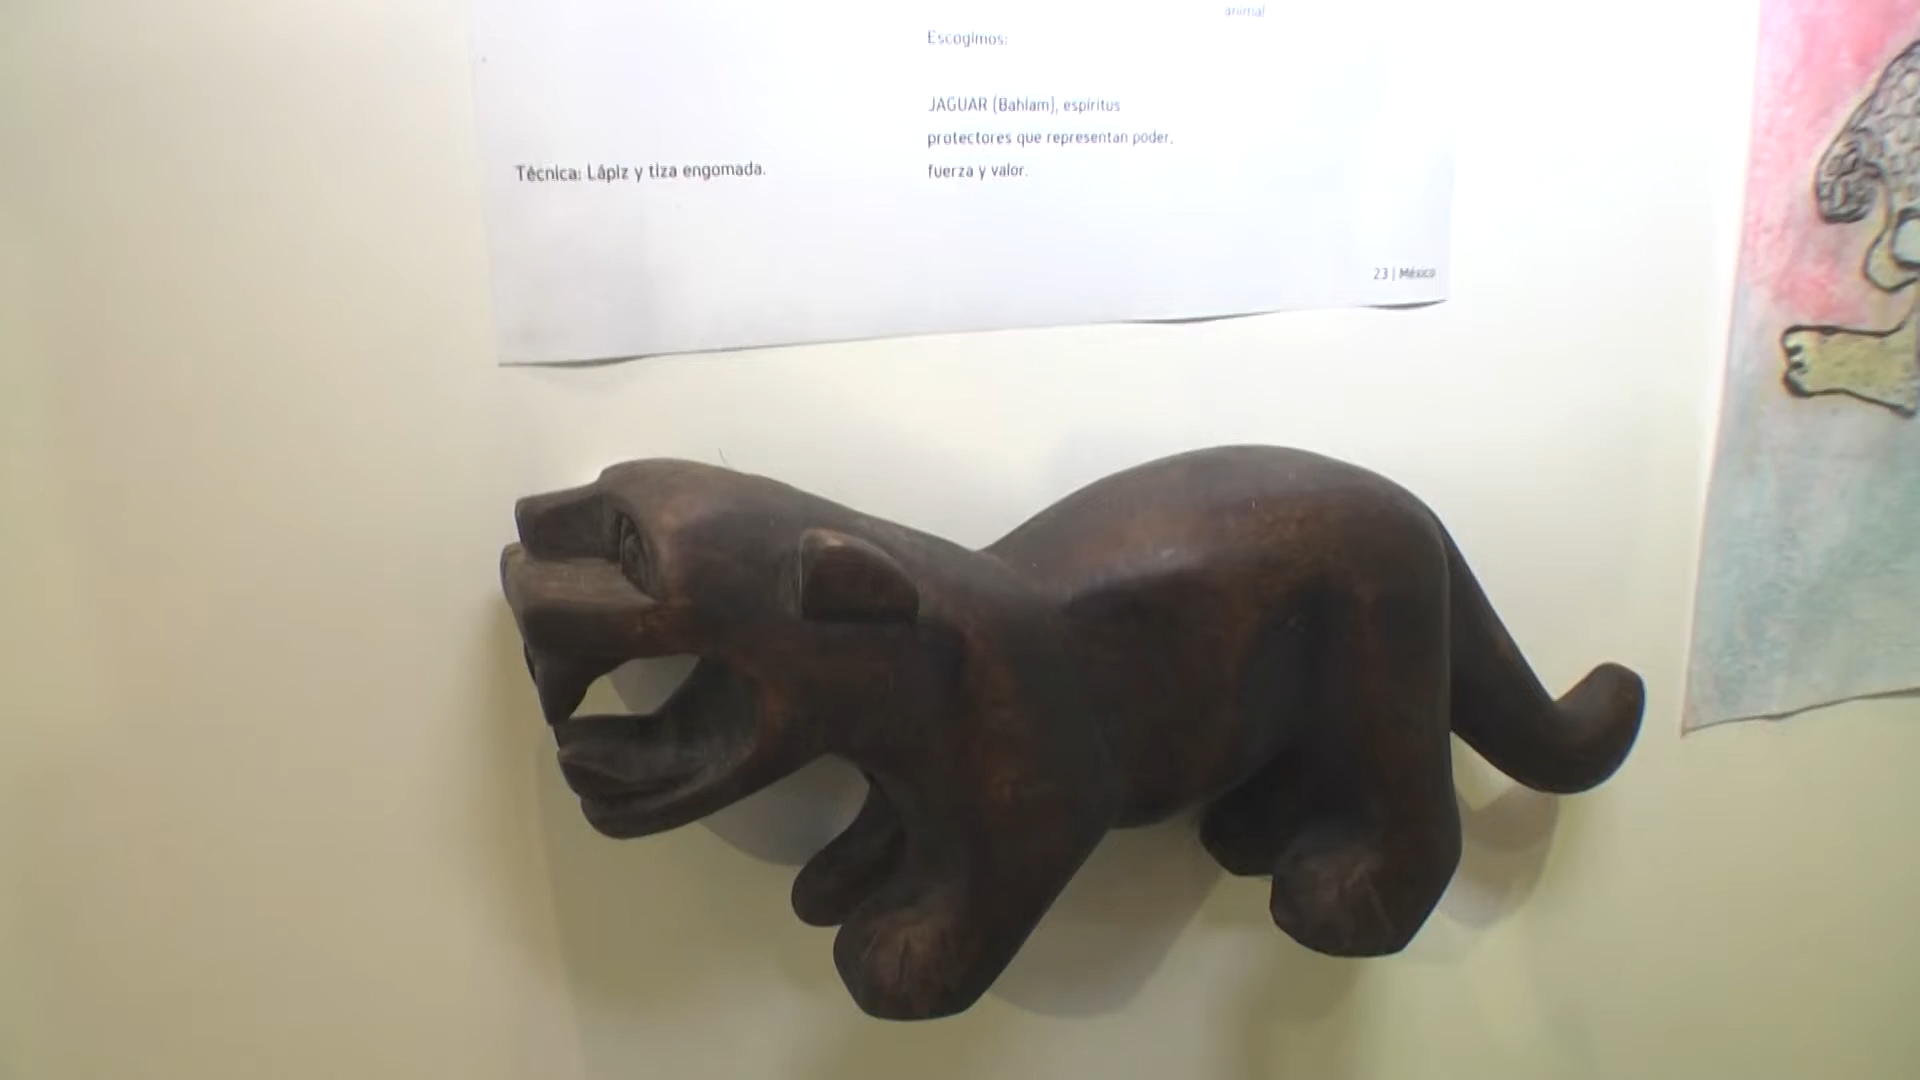 animal
Escogimos:
JAGUAR (Bahlam), espíritus
protectores que representan poder,
fuerza y valor.
Técnica: Lápiz y tiza engomada.
23 | México